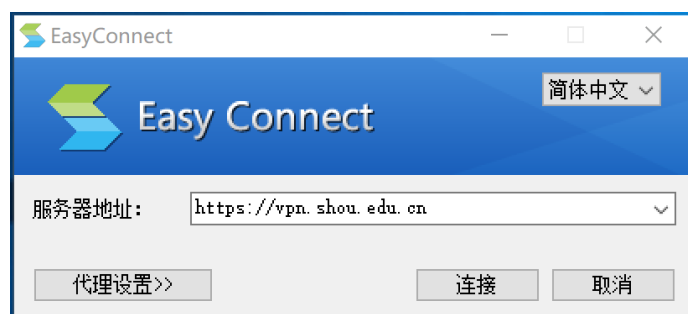 EasyConnect
简体中文
Easy Connect
服务器地址:
https://vpn.shou.edu.cn
代理设置>> 连接 取消